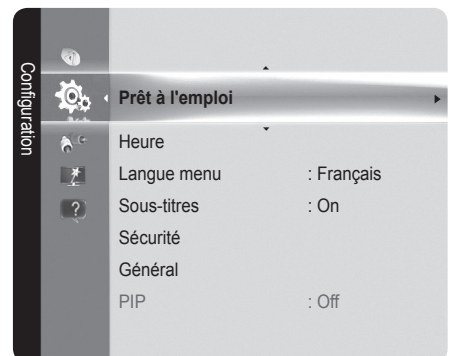 Configuration
Prêt à l'emploi
Heure
Langue menu : Français
Sous-titres : On
Sécurité
Général
PIP : Off